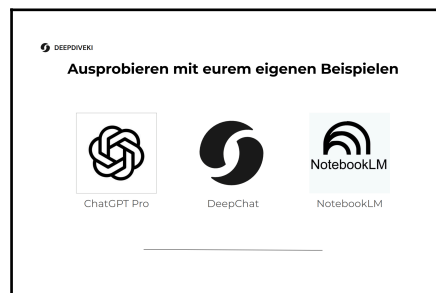 DEEPDIVEKI
Ausprobieren mit eurem eigenen Beispielen
NotebookLM
ChatGPT Pro
DeepChat
NotebookLM